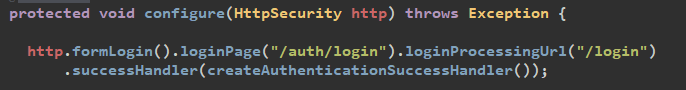 protected void configure(HttpSecurity http) throws Exception {
http.formLogin().loginPage("/auth/login").loginProcessingUrl("/login")
.successHandler(createAuthenticationSuccessHandler());